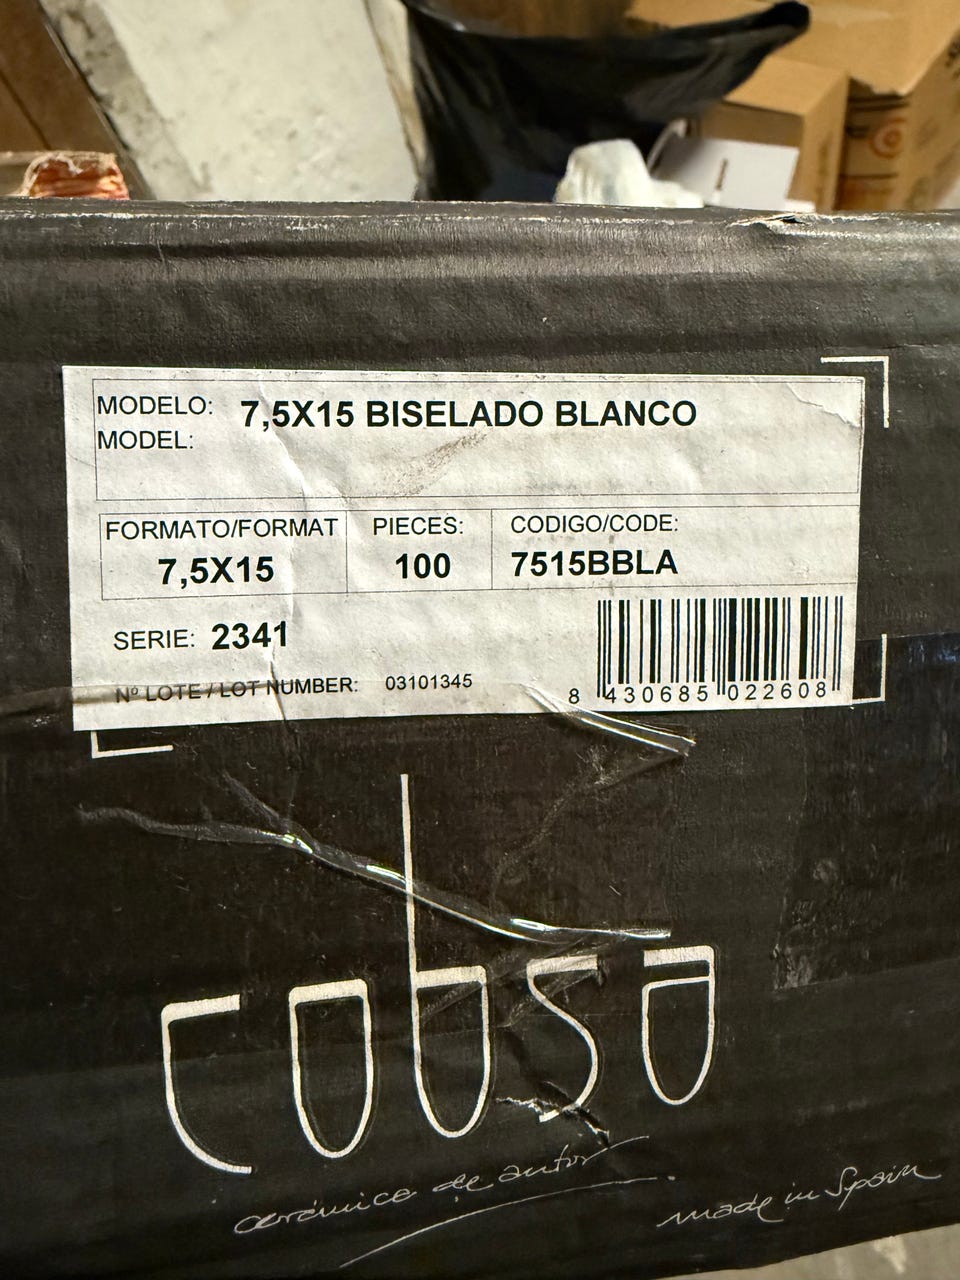 MODELO: 7,5X15 BISELADO BLANCO
MODEL:
FORMATO/FORMAT PIECES: CODIGO/CODE:
7,5X15 100 7515BBLA
SERIE: 2341
Nº LOTE / LOT NUMBER: 03101345
8 430685 022608
cobsa
cerámica de autor
made in Spain